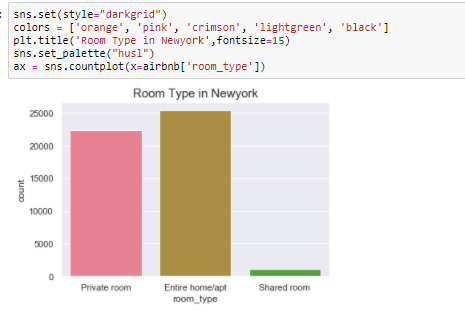 sns.set(style="darkgrid")
colors = ['orange', 'pink', 'crimson', 'lightgreen', 'black']
plt.title('Room Type in Newyork',fontsize=15)
sns.set_palette("husl")
ax = sns.countplot(x=airbnb['room_type'])
Room Type in Newyork
25000
20000
15000
10000
5000
0
count
Private room Entire home/apt Shared room
room_type